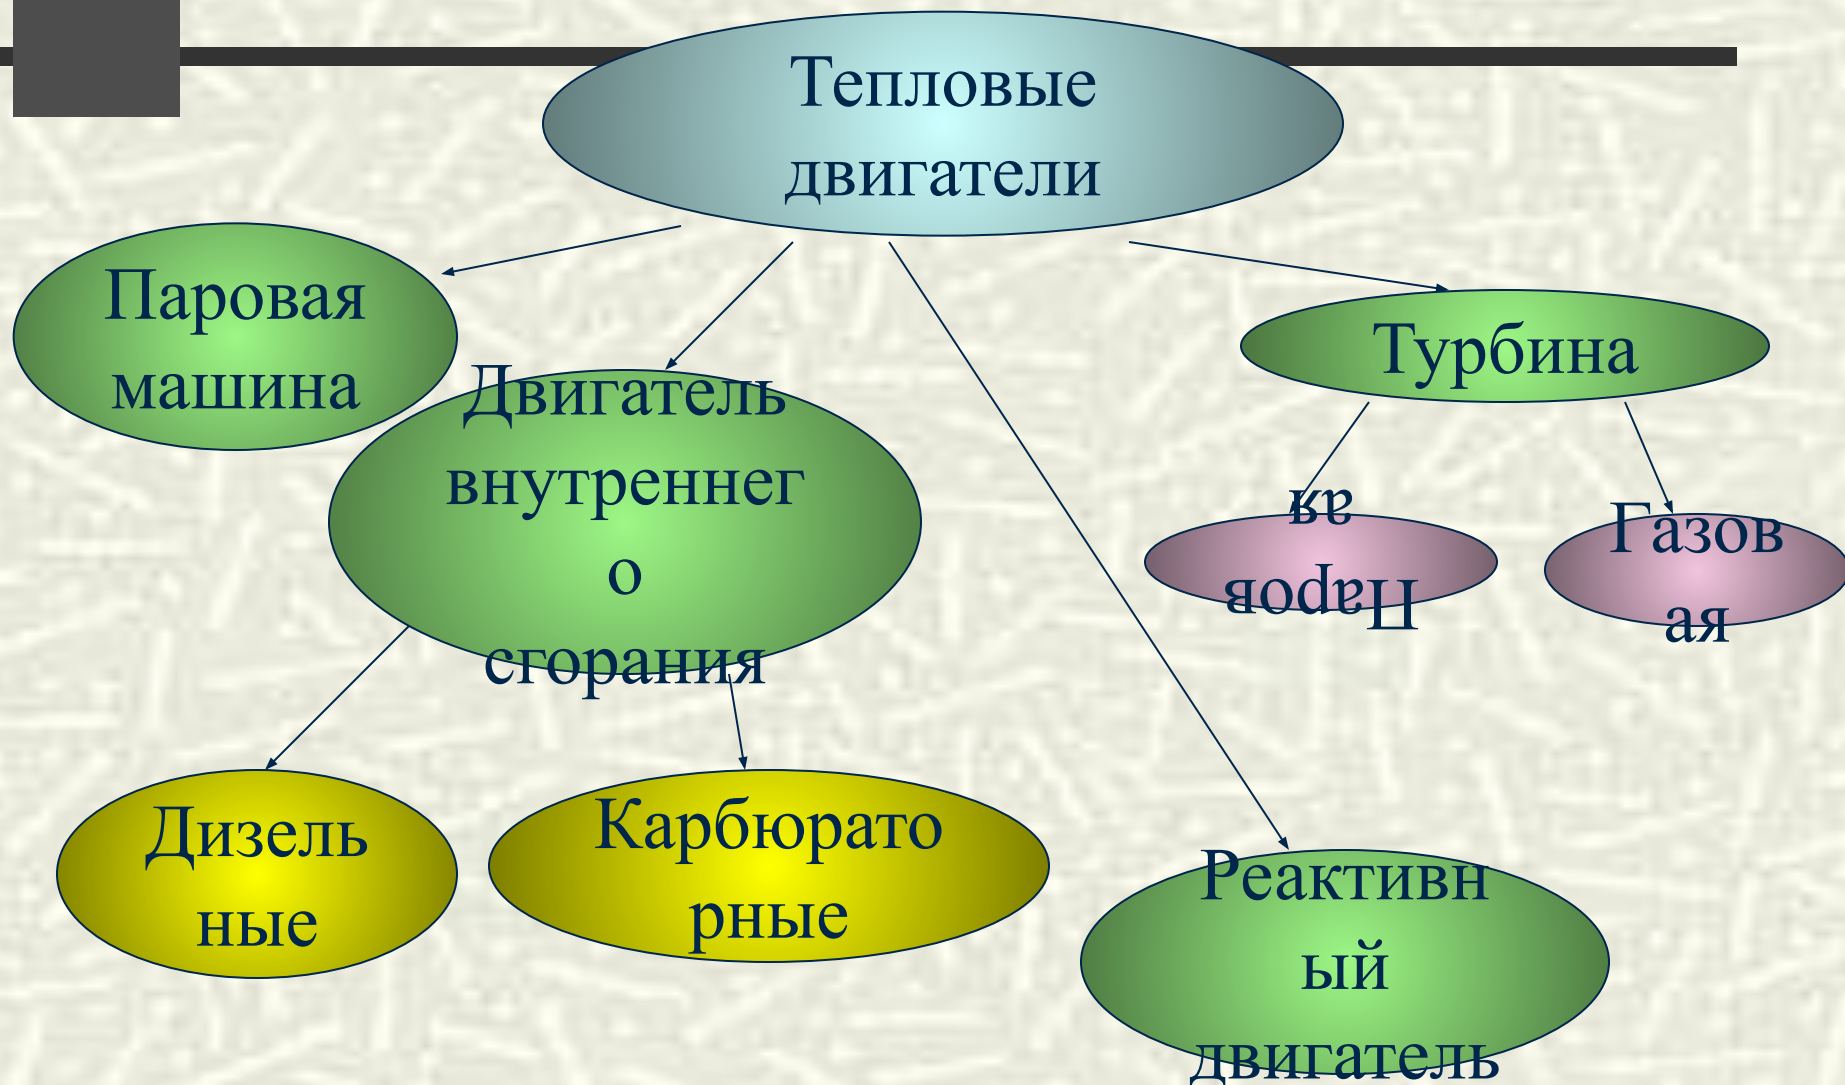 Тепловые
двигатели
Паровая
машина
Двигатель
внутреннег
о
сгорания
Турбина
Паров
ая
Газов
ая
Дизель
ные
Карбюрато
рные
Реактивн
ый
двигатель